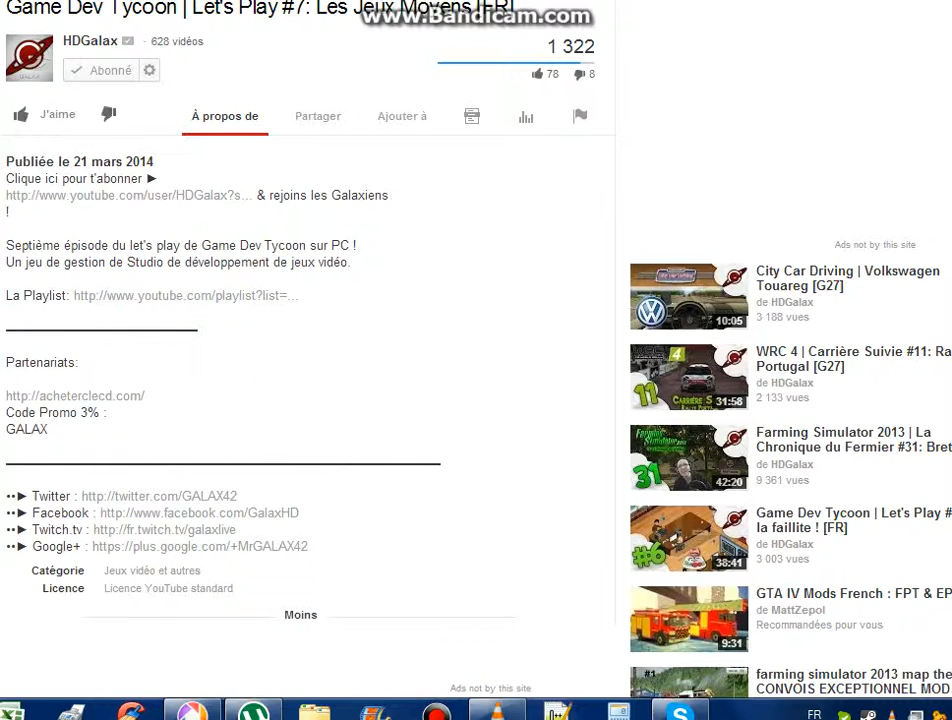 Game Dev Tycoon | Let's Play #7: Les Jeux Moyens [FR]
www.Bandicam.com
HDGalax · 628 vidéos
Abonné
1 322
78 8
J'aime
À propos de Partager Ajouter à
Publiée le 21 mars 2014
Clique ici pour t'abonner ►
http://www.youtube.com/user/HDGalax?s... & rejoins les Galaxiens
!
Septième épisode du let's play de Game Dev Tycoon sur PC !
Un jeu de gestion de Studio de développement de jeux vidéo.
La Playlist: http://www.youtube.com/playlist?list=...
Partenariats:
http://acheterclecd.com/
Code Promo 3% :
GALAX
••► Twitter : http://twitter.com/GALAX42
••► Facebook : http://www.facebook.com/GalaxHD
••► Twitch.tv : http://fr.twitch.tv/galaxlive
••► Google+ : https://plus.google.com/+MrGALAX42
Catégorie Jeux vidéo et autres
Licence Licence YouTube standard
Moins
Ads not by this site
Ads not by this site
City Car Driving | Volkswagen
Touareg [G27]
de HDGalax
3 188 vues
10:05
WRC 4 | Carrière Suivie #11: Ra
Portugal [G27]
de HDGalax
2 133 vues
4
11
31:58
Farming Simulator 2013 | La
Chronique du Fermier #31: Bret
de HDGalax
9 361 vues
31
42:20
Game Dev Tycoon | Let's Play #
la faillite ! [FR]
de HDGalax
3 003 vues
#6
38:41
GTA IV Mods French : FPT & EP
de MattZepol
Recommandées pour vous
9:31
farming simulator 2013 map the
CONVOIS EXCEPTIONNEL MOD
#1
FR